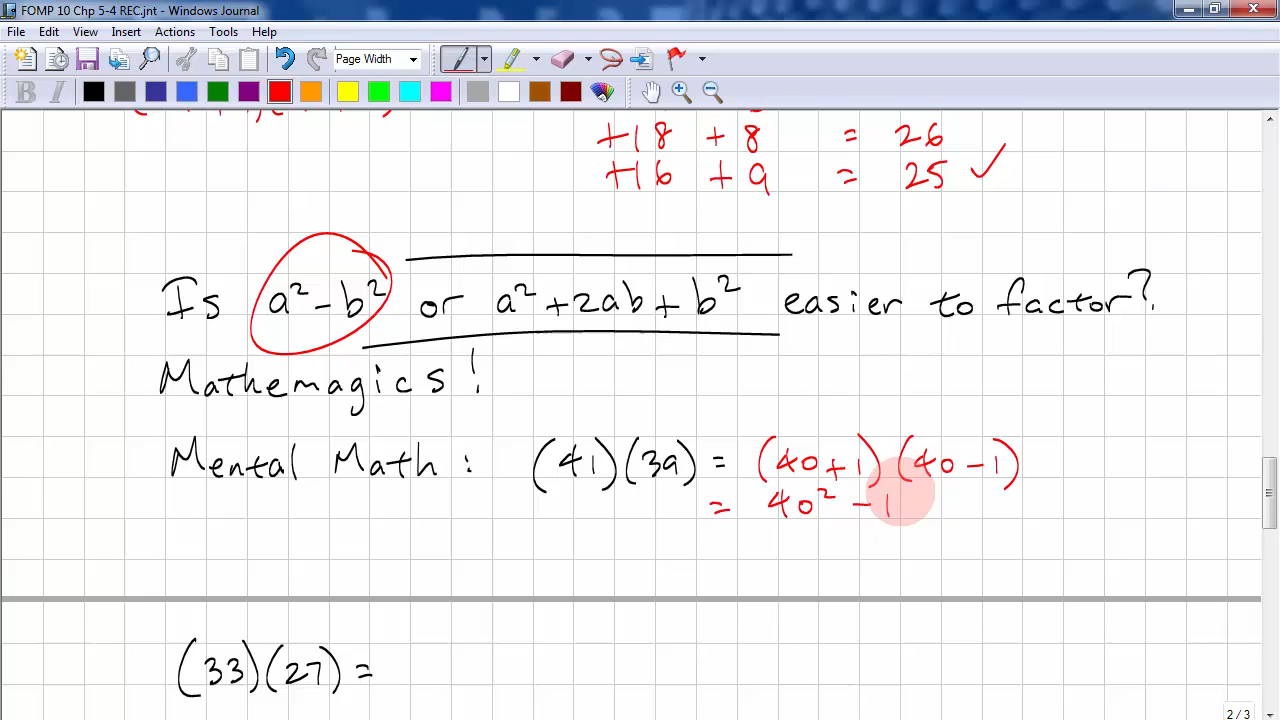 FOMP 10 Chp 5-4 REC.jnt - Windows Journal
File Edit View Insert Actions Tools Help
Page Width
B I
+18 + 8 = 26
+16 + 9 = 25 ✓
Is a² - b² or a² + 2ab + b² easier to factor?
Mathemagics!
Mental Math : (41)(39) = (40+1)(40-1)
= 40² - 1
(33)(27) =
2/3